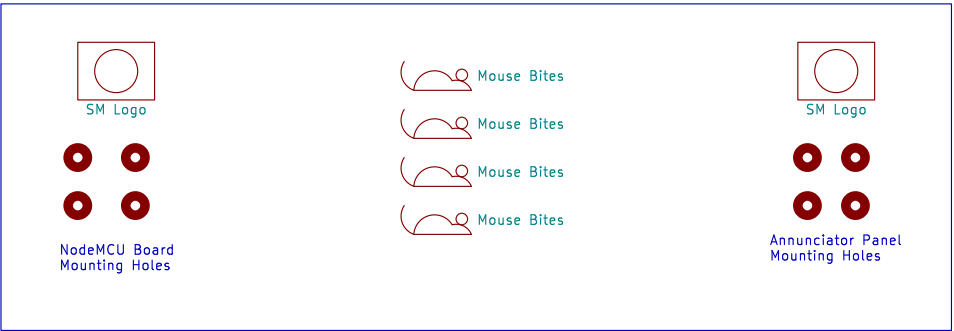 SM Logo
NodeMCU Board
Mounting Holes
Mouse Bites
Mouse Bites
Mouse Bites
Mouse Bites
SM Logo
Annunciator Panel
Mounting Holes